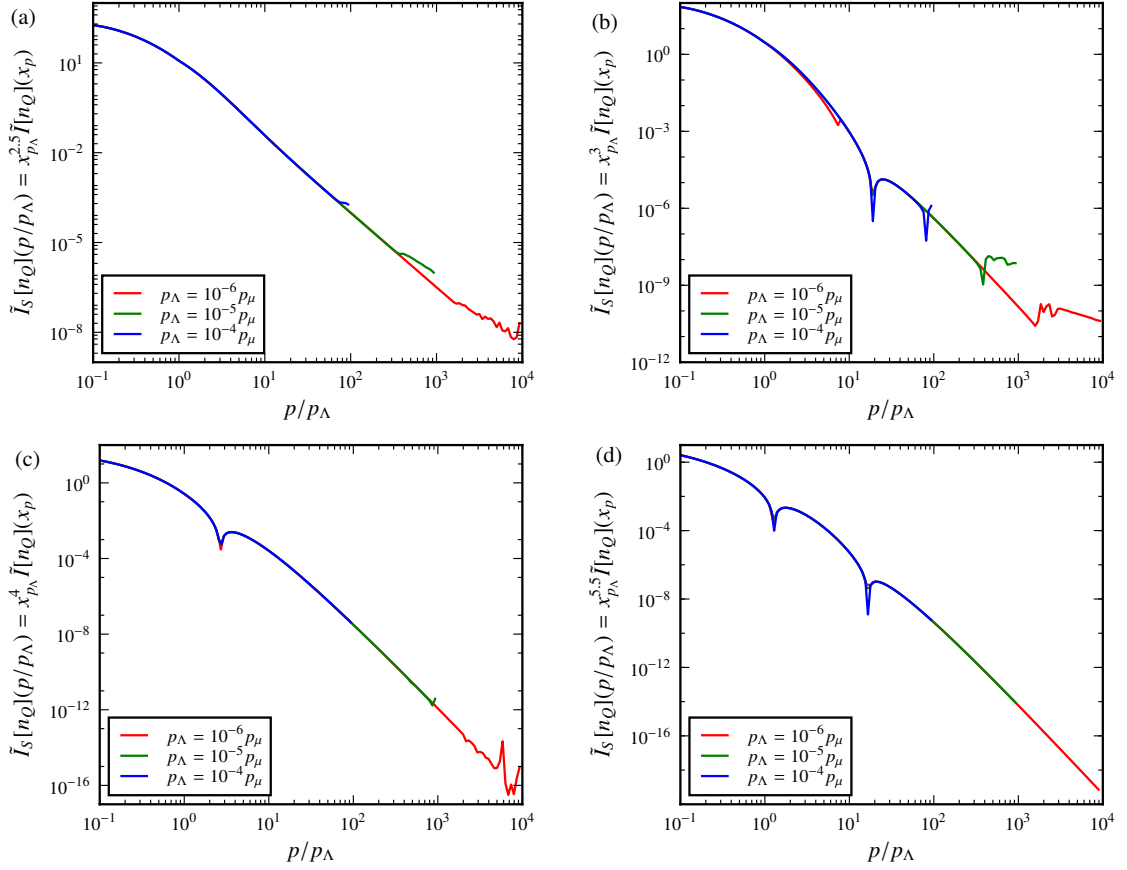 (a)
Ĩ_S[n_Q](p/p_Λ) = x_{p_Λ}^{2.5} Ĩ[n_Q](x_p)
10^1
10^{-2}
10^{-5}
10^{-8}
p_Λ = 10^{-6} p_μ
p_Λ = 10^{-5} p_μ
p_Λ = 10^{-4} p_μ
10^{-1} 10^0 10^1 10^2 10^3 10^4
p/p_Λ
(b)
Ĩ_S[n_Q](p/p_Λ) = x_{p_Λ}^3 Ĩ[n_Q](x_p)
10^0
10^{-3}
10^{-6}
10^{-9}
10^{-12}
p_Λ = 10^{-6} p_μ
p_Λ = 10^{-5} p_μ
p_Λ = 10^{-4} p_μ
10^{-1} 10^0 10^1 10^2 10^3 10^4
p/p_Λ
(c)
Ĩ_S[n_Q](p/p_Λ) = x_{p_Λ}^4 Ĩ[n_Q](x_p)
10^0
10^{-4}
10^{-8}
10^{-12}
10^{-16}
p_Λ = 10^{-6} p_μ
p_Λ = 10^{-5} p_μ
p_Λ = 10^{-4} p_μ
10^{-1} 10^0 10^1 10^2 10^3 10^4
p/p_Λ
(d)
Ĩ_S[n_Q](p/p_Λ) = x_{p_Λ}^{5.5} Ĩ[n_Q](x_p)
10^0
10^{-4}
10^{-8}
10^{-12}
10^{-16}
p_Λ = 10^{-6} p_μ
p_Λ = 10^{-5} p_μ
p_Λ = 10^{-4} p_μ
10^{-1} 10^0 10^1 10^2 10^3 10^4
p/p_Λ